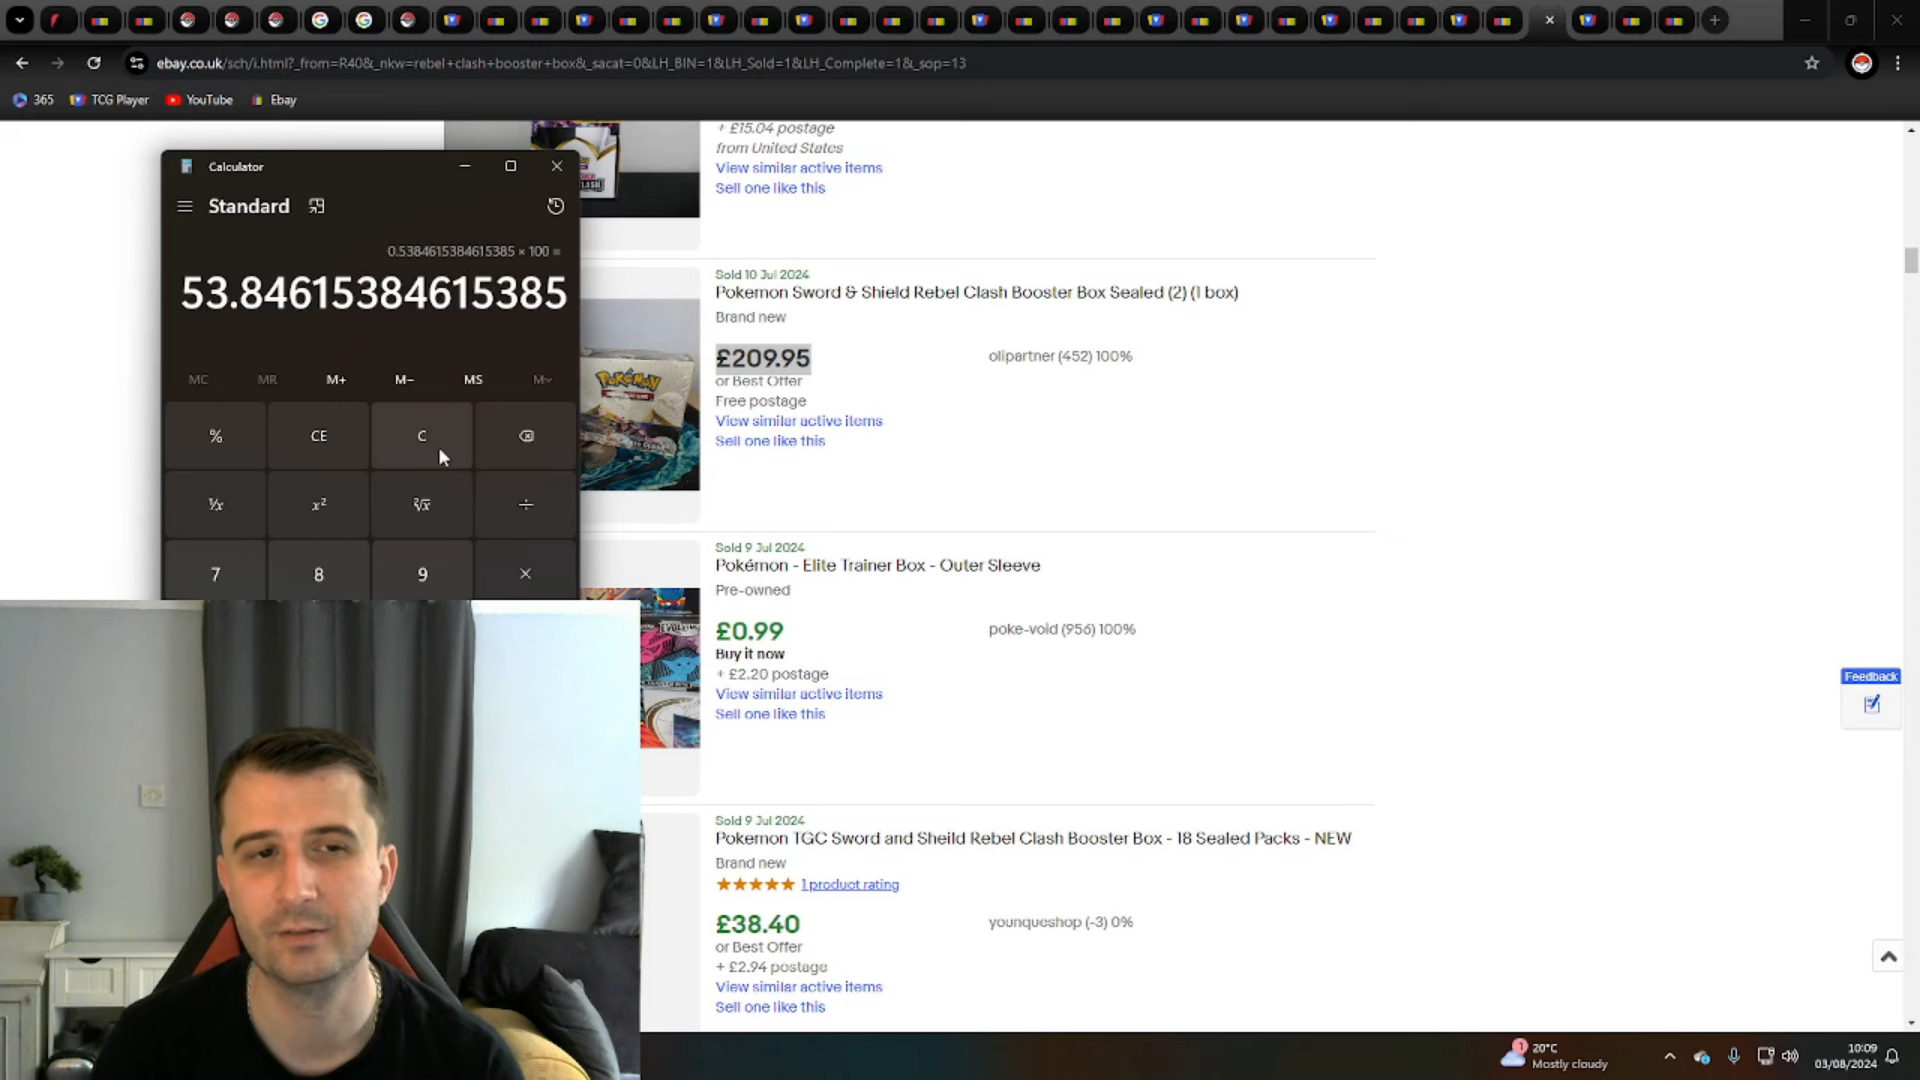 ebay.co.uk/sch/i.html?_from=R40&_nkw=rebel+clash+booster+box&_sacat=0&LH_BIN=1&LH_Sold=1&LH_Complete=1&_sop=13
365 TCG Player YouTube Ebay
+ £15.04 postage
from United States
View similar active items
Sell one like this
Calculator
Standard
0.5384615384615385 × 100 =
53.84615384615385
MC MR M+ M− MS M
% CE C
¹/x x² ²√x ÷
7 8 9 ×
Sold 10 Jul 2024
Pokemon Sword & Shield Rebel Clash Booster Box Sealed (2) (1 box)
Brand new
£209.95 olipartner (452) 100%
or Best Offer
Free postage
View similar active items
Sell one like this
POKéMON
Sold 9 Jul 2024
Pokémon - Elite Trainer Box - Outer Sleeve
Pre-owned
£0.99 poke-void (956) 100%
Buy it now
+ £2.20 postage
View similar active items
Sell one like this
Feedback
Sold 9 Jul 2024
Pokemon TGC Sword and Sheild Rebel Clash Booster Box - 18 Sealed Packs - NEW
Brand new
1 product rating
£38.40 younqueshop (-3) 0%
or Best Offer
+ £2.94 postage
View similar active items
Sell one like this
1
20°C
Mostly cloudy
10:09
03/08/2024